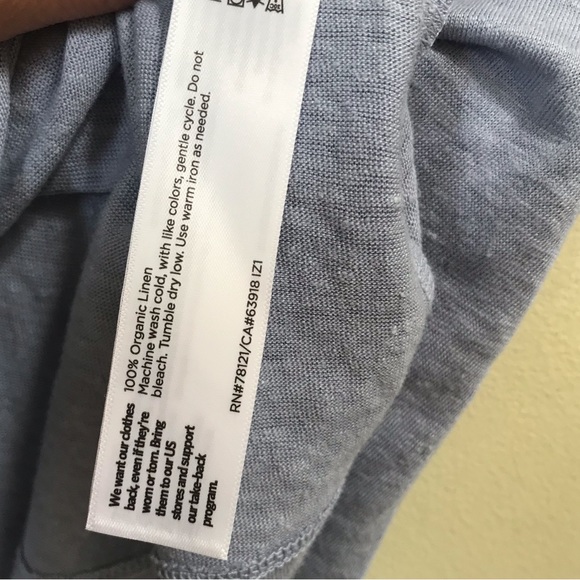 100% Organic Linen
Machine wash cold, with like colors, gentle cycle. Do not
bleach. Tumble dry low. Use warm iron as needed.
RN#78121/CA#63918 IZ1
We want our clothes
back, even if they're
worn or torn. Bring
them to our US
stores and support
our take-back
program.